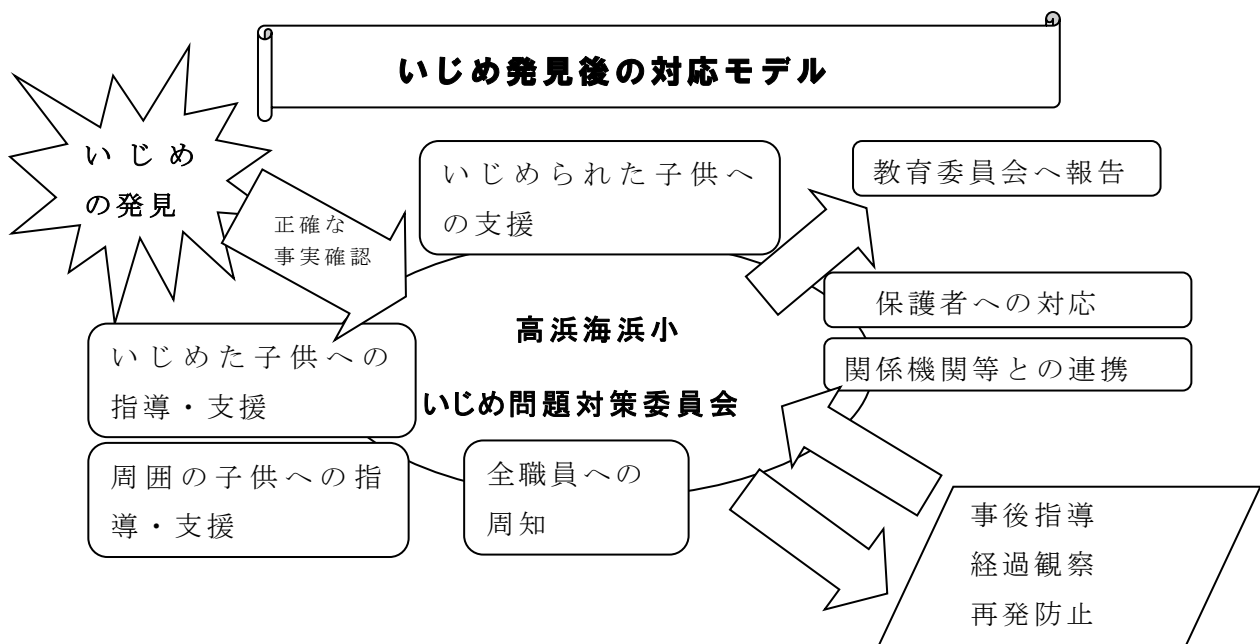 いじめ発見後の対応モデル
いじめ
の発見
正確な
事実確認
いじめられた子供へ
の支援
教育委員会へ報告
保護者への対応
関係機関等との連携
高浜海浜小
いじめ問題対策委員会
いじめた子供への
指導・支援
周囲の子供への指
導・支援
全職員への
周知
事後指導
経過観察
再発防止